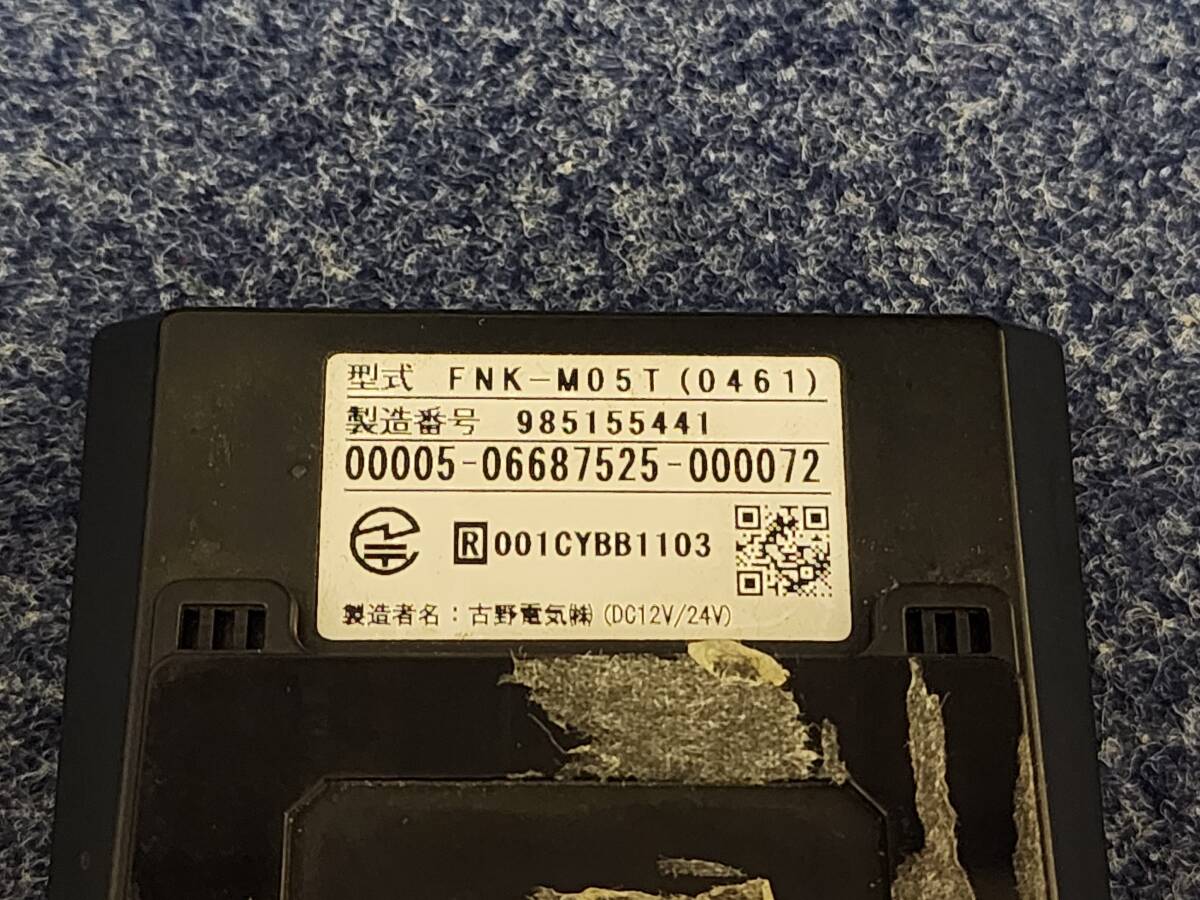 型式 FNK-M05T(0461)
製造番号 985155441
00005-06687525-000072
R 001CYBB1103
製造者名：古野電気㈱ (DC12V/24V)